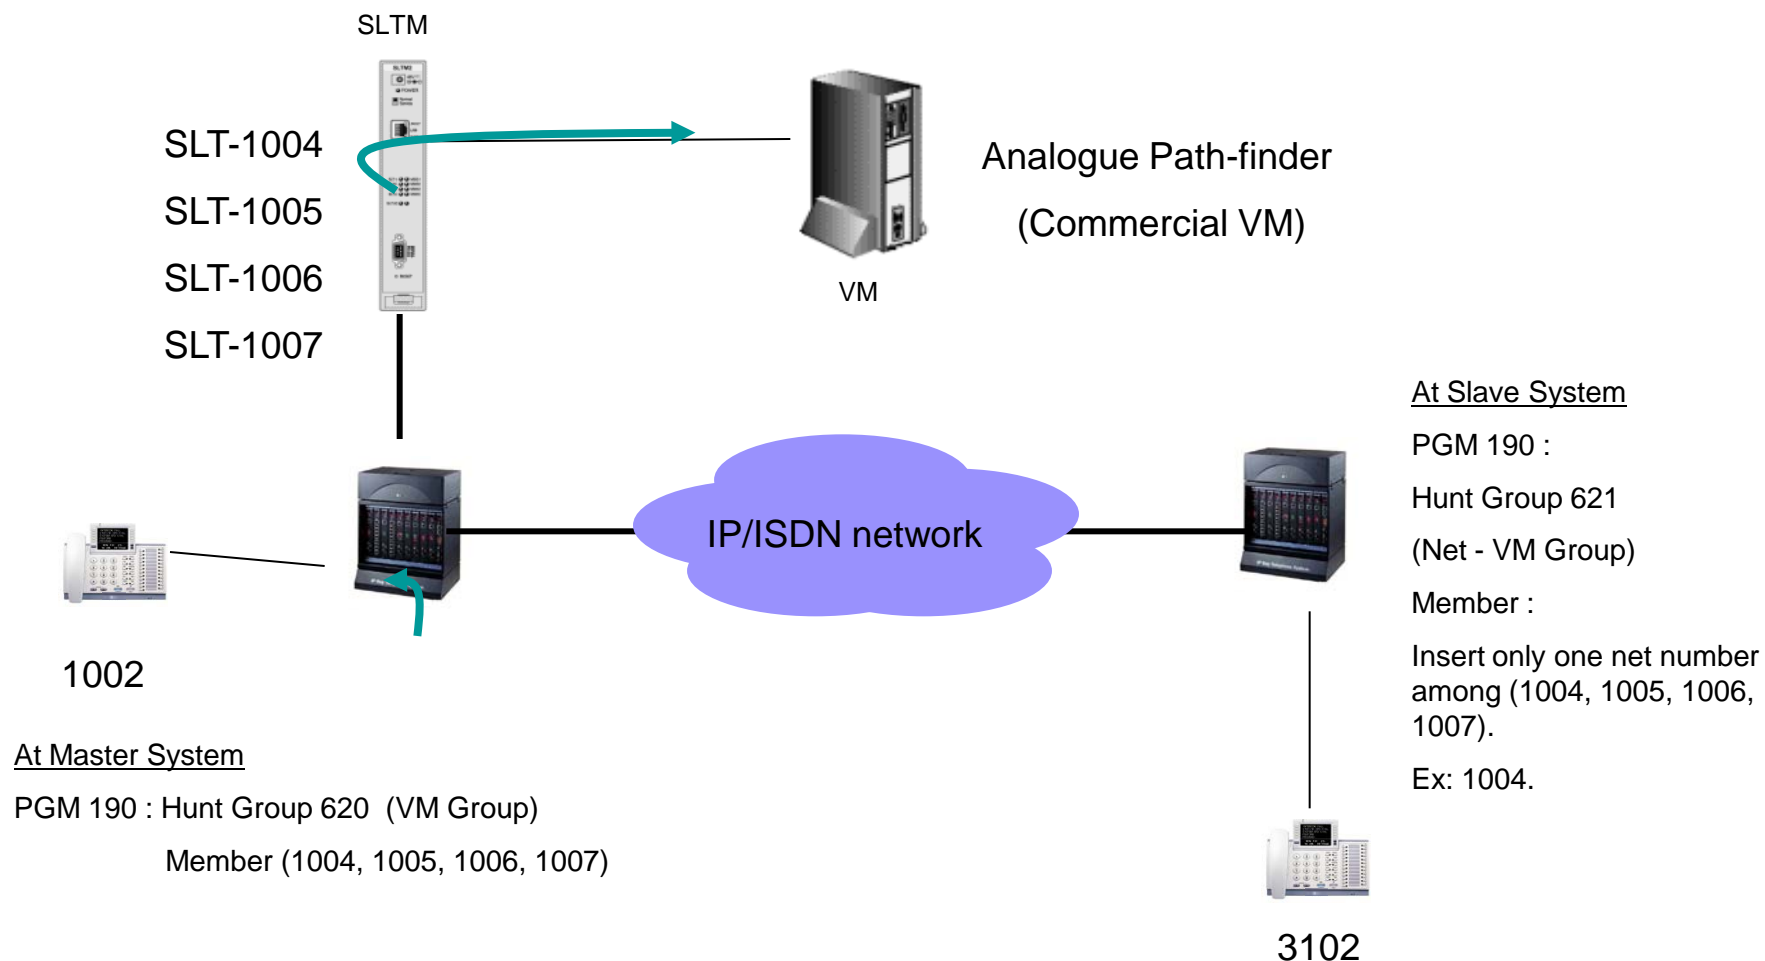 SLTM
SLTM2
SLT-1004
SLT-1005
SLT-1006
SLT-1007
Analogue Path-finder
(Commercial VM)
VM
IP/ISDN network
1002
At Master System
PGM 190 : Hunt Group 620 (VM Group)
Member (1004, 1005, 1006, 1007)
At Slave System
PGM 190 :
Hunt Group 621
(Net - VM Group)
Member :
Insert only one net number
among (1004, 1005, 1006,
1007).
Ex: 1004.
3102